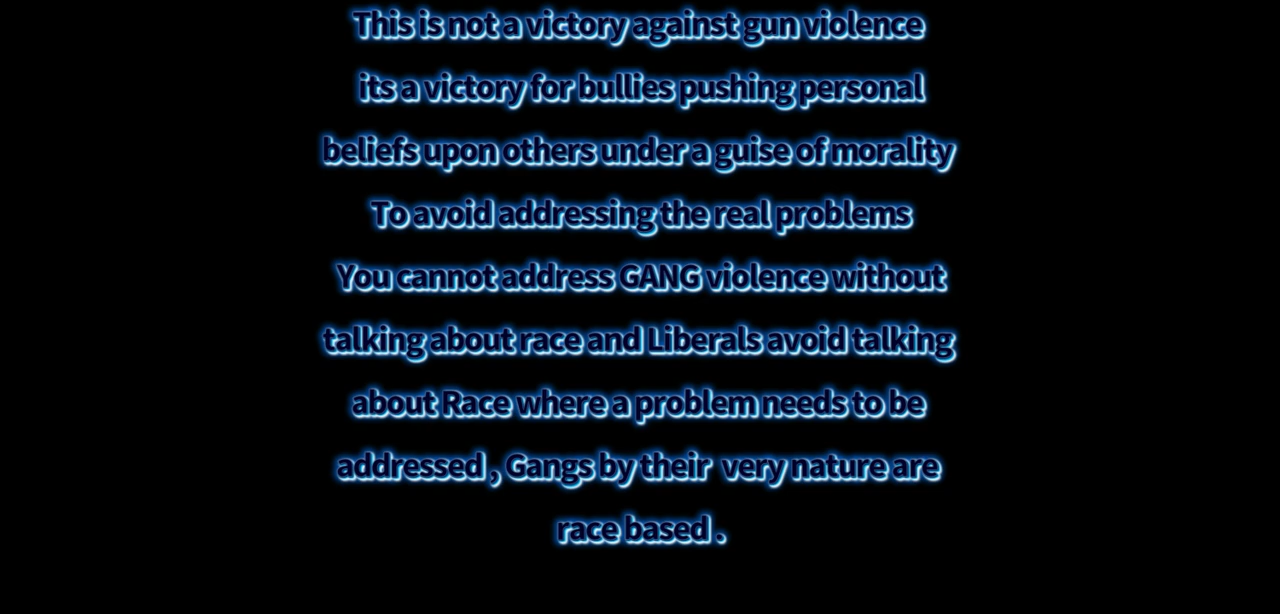 This is not a victory against gun violence
its a victory for bullies pushing personal
beliefs upon others under a guise of morality
To avoid addressing the real problems
You cannot address GANG violence without
talking about race and Liberals avoid talking
about Race where a problem needs to be
addressed , Gangs by their  very nature are
race based .